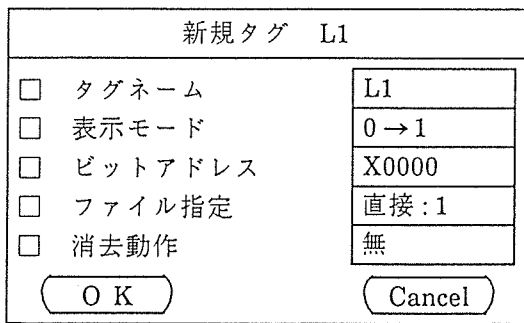 新規タグ L1
タグネーム L1
表示モード 0→1
ビットアドレス X0000
ファイル指定 直接:1
消去動作 無
OK Cancel